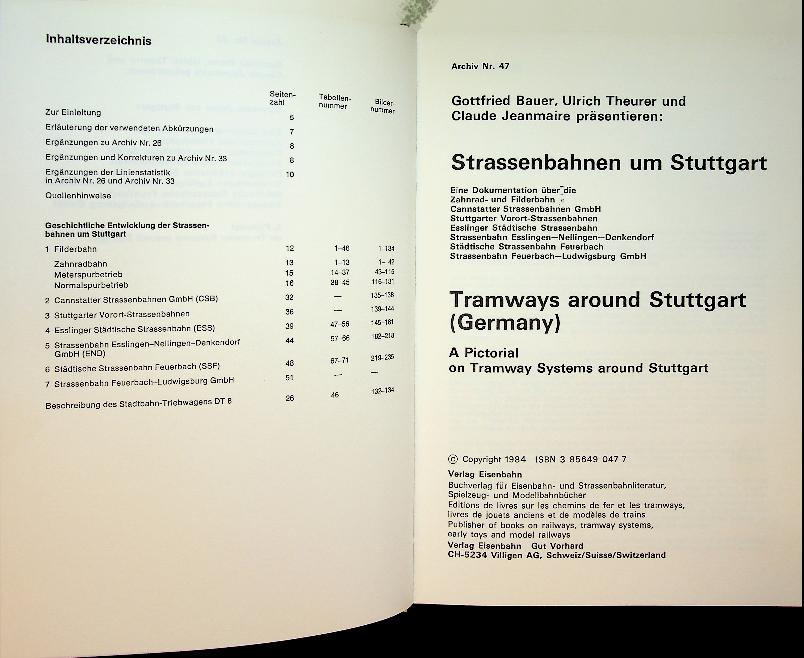 Inhaltsverzeichnis
Seiten- Tabellen- Bilder
zahl nummer nummer
Zur Einleitung 5
Erläuterung der verwendeten Abkürzungen 7
Ergänzungen zu Archiv Nr. 26 8
Ergänzungen und Korrekturen zu Archiv Nr. 33 8
Ergänzungen der Linienstatistik 10
in Archiv Nr. 26 und Archiv Nr. 33
Quellenhinweise
Geschichtliche Entwicklung der Strassen-
bahnen um Stuttgart
1 Filderbahn 12 1–46 1-134
Zahnradbahn 13 1–13 1–42
Meterspurbetrieb 15 14-37 43–115
Normalspurbetrieb 16 38-45 116–131
2 Cannstatter Strassenbahnen GmbH (CSB) 32 — 135–138
3 Stuttgarter Vorort-Strassenbahnen 36 — 139–144
4 Esslinger Städtische Strassenbahn (ESS) 39 47–56 145–181
5 Strassenbahn Esslingen–Nellingen–Denkendorf 44 57-66 182–218
GmbH (END)
6 Städtische Strassenbahn Feuerbach (SSF) 48 67–71 219-235
7 Strassenbahn Feuerbach–Ludwigsburg GmbH 51 — —
Beschreibung des Stadtbahn-Triebwagens DT 8 26 46 132–134
Archiv Nr. 47
Gottfried Bauer, Ulrich Theurer und
Claude Jeanmaire präsentieren:
Strassenbahnen um Stuttgart
Eine Dokumentation über die
Zahnrad- und Filderbahn
Cannstatter Strassenbahnen GmbH
Stuttgarter Vorort-Strassenbahnen
Esslinger Städtische Strassenbahn
Strassenbahn Esslingen—Nellingen—Denkendorf
Städtische Strassenbahn Feuerbach
Strassenbahn Feuerbach—Ludwigsburg GmbH
Tramways around Stuttgart
(Germany)
A Pictorial
on Tramway Systems around Stuttgart
© Copyright 1984 ISBN 3 85649 047 7
Verlag Eisenbahn
Buchverlag für Eisenbahn- und Strassenbahnliteratur,
Spielzeug- und Modellbahnbücher
Editions de livres sur les chemins de fer et les tramways,
livres de jouets anciens et de modèles de trains
Publisher of books on railways, tramway systems,
early toys and model railways
Verlag Eisenbahn Gut Vorhard
CH-5234 Villigen AG, Schweiz/Suisse/Switzerland